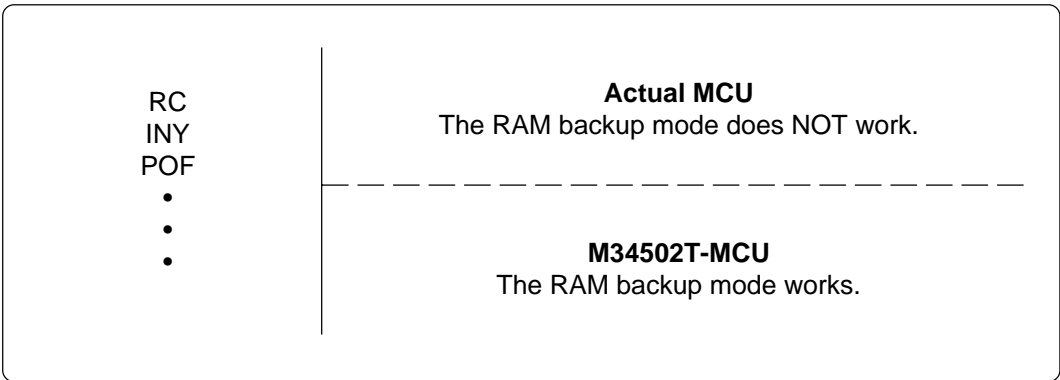 RC
INY
POF
•
•
•
Actual MCU
The RAM backup mode does NOT work.
M34502T-MCU
The RAM backup mode works.